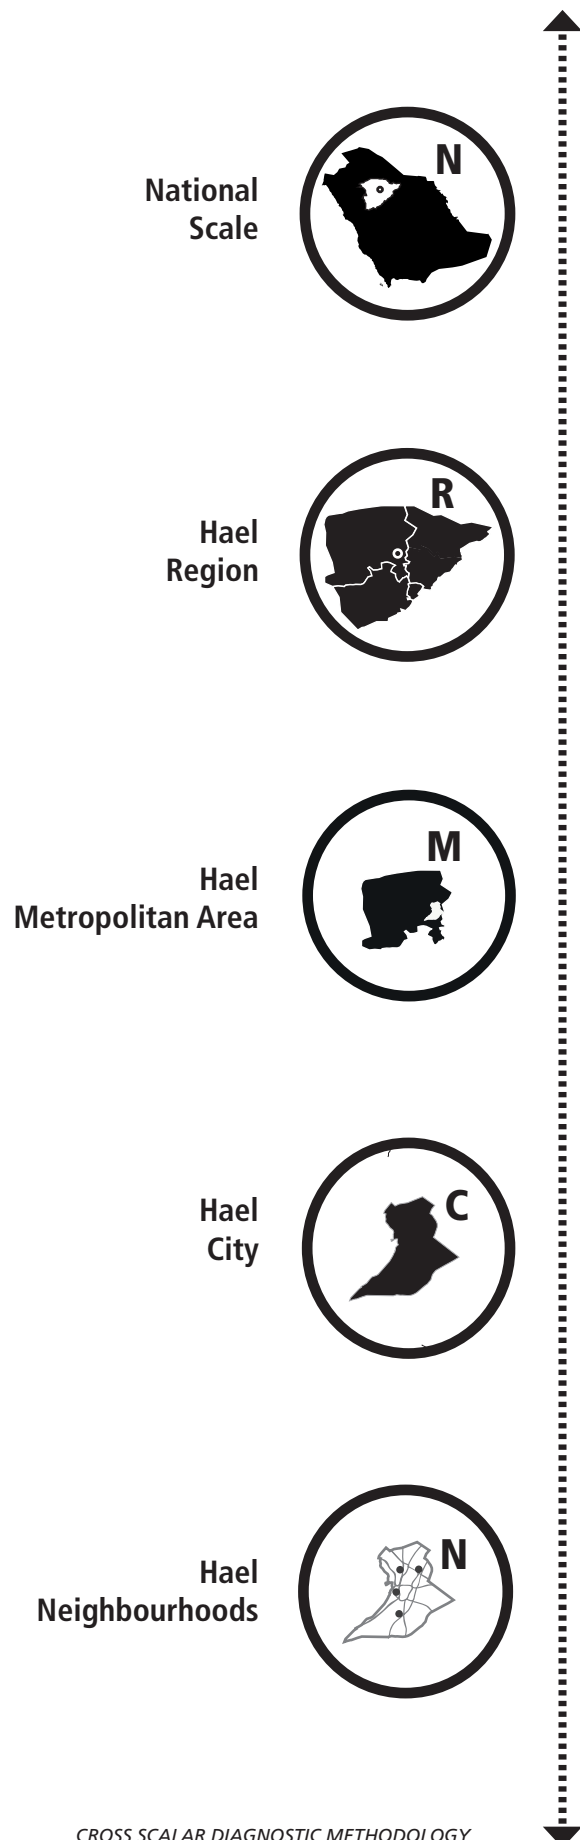 National
Scale
N
Hael
Region
R
Hael
Metropolitan Area
M
Hael
City
C
Hael
Neighbourhoods
N
CROSS SCALAR DIAGNOSTIC METHODOLOGY